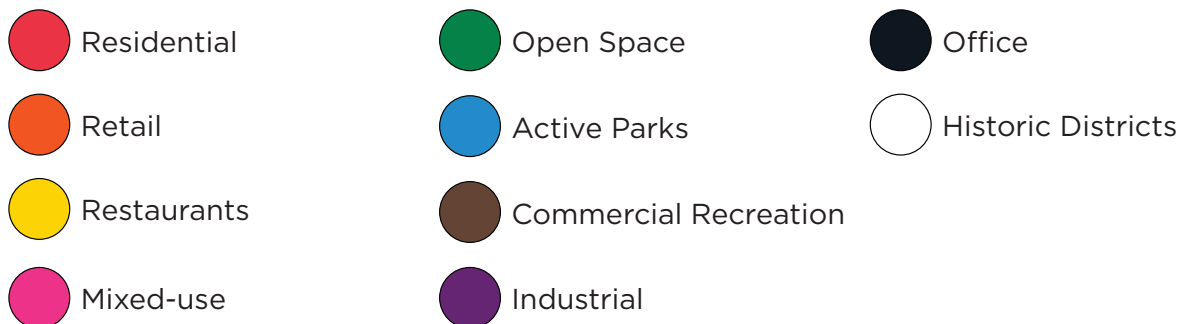 Residential
Retail
Restaurants
Mixed-use
Open Space
Active Parks
Commercial Recreation
Industrial
Office
Historic Districts